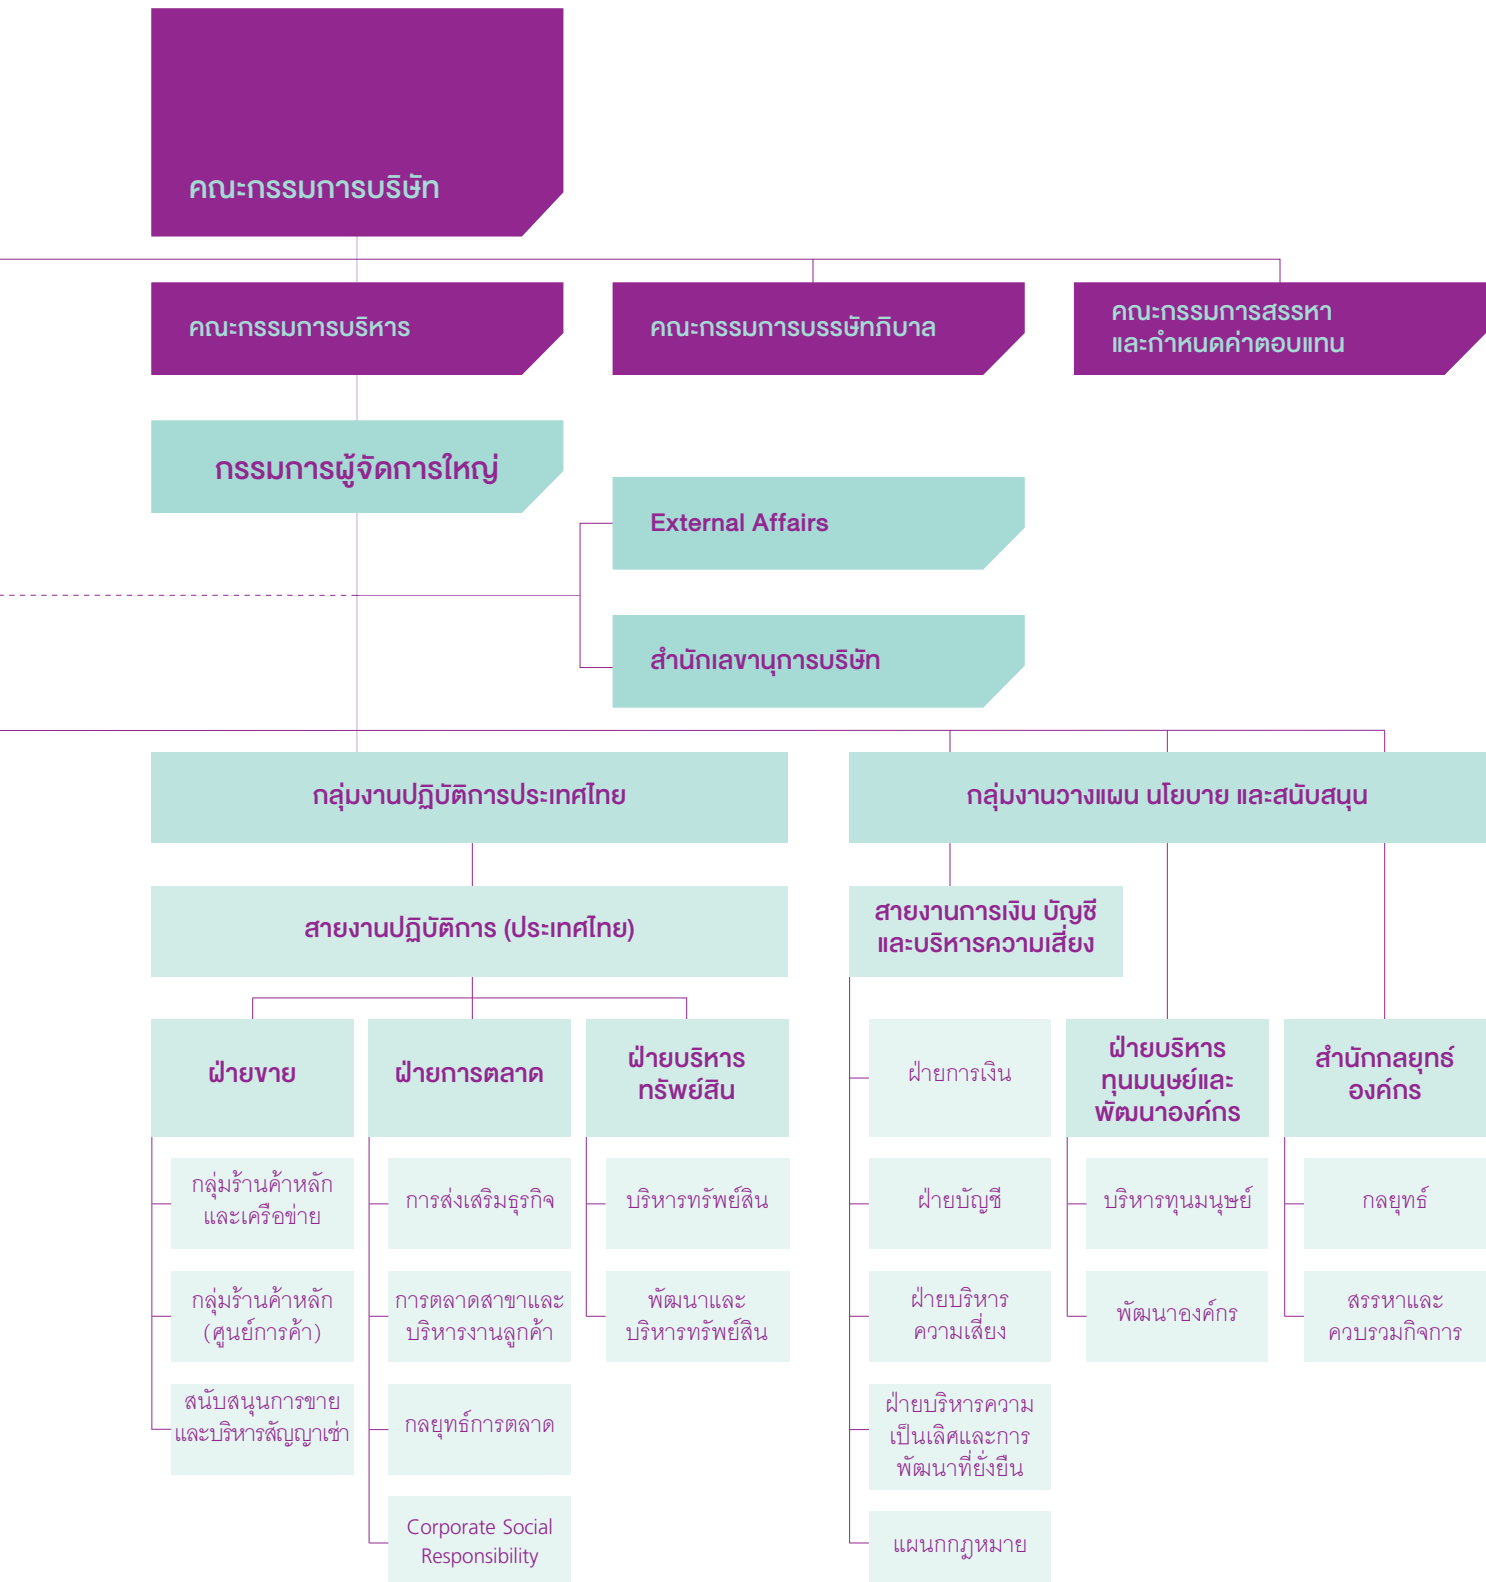 คณะกรรมการบริษัท
คณะกรรมการบริหาร
คณะกรรมการบรรษัทภิบาล
คณะกรรมการสรรหา
และกำหนดค่าตอบแทน
กรรมการผู้จัดการใหญ่
External Affairs
สำนักเลขานุการบริษัท
กลุ่มงานปฏิบัติการประเทศไทย
สายงานปฏิบัติการ (ประเทศไทย)
ฝ่ายขาย
กลุ่มร้านค้าหลัก
และเครือข่าย
กลุ่มร้านค้าหลัก
(ศูนย์การค้า)
สนับสนุนการขาย
และบริหารสัญญาเช่า
ฝ่ายการตลาด
การส่งเสริมธุรกิจ
การตลาดสาขาและ
บริหารงานลูกค้า
กลยุทธ์การตลาด
Corporate Social
Responsibility
ฝ่ายบริหาร
ทรัพย์สิน
บริหารทรัพย์สิน
พัฒนาและ
บริหารทรัพย์สิน
กลุ่มงานวางแผน นโยบาย และสนับสนุน
สายงานการเงิน บัญชี
และบริหารความเสี่ยง
ฝ่ายการเงิน
ฝ่ายบัญชี
ฝ่ายบริหาร
ความเสี่ยง
ฝ่ายบริหารความ
เป็นเลิศและการ
พัฒนาที่ยั่งยืน
แผนกกฎหมาย
ฝ่ายบริหาร
ทุนมนุษย์และ
พัฒนาองค์กร
บริหารทุนมนุษย์
พัฒนาองค์กร
สำนักกลยุทธ์
องค์กร
กลยุทธ์
สรรหาและ
ควบรวมกิจการ